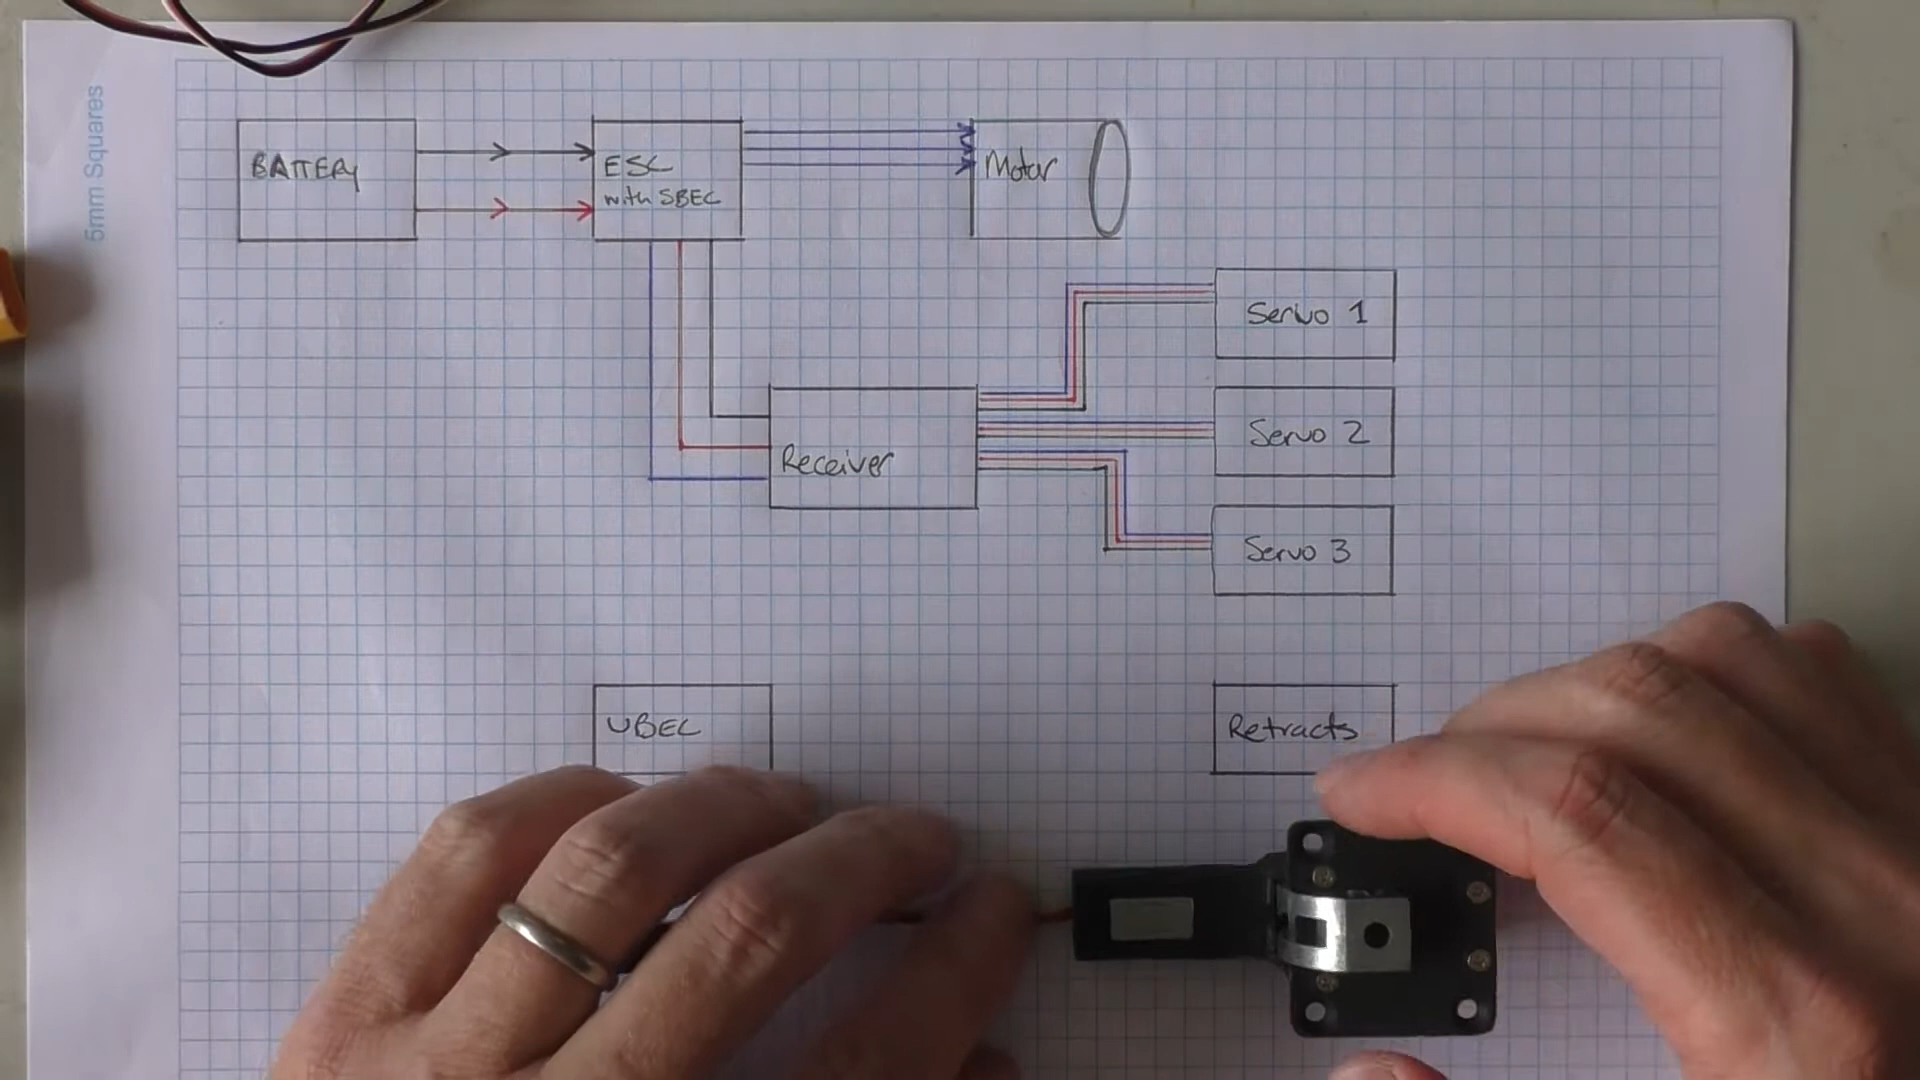 5mm Squares
BATTERY
ESC
with SBEC
Motor
Servo 1
Receiver
Servo 2
Servo 3
UBEC
Retracts